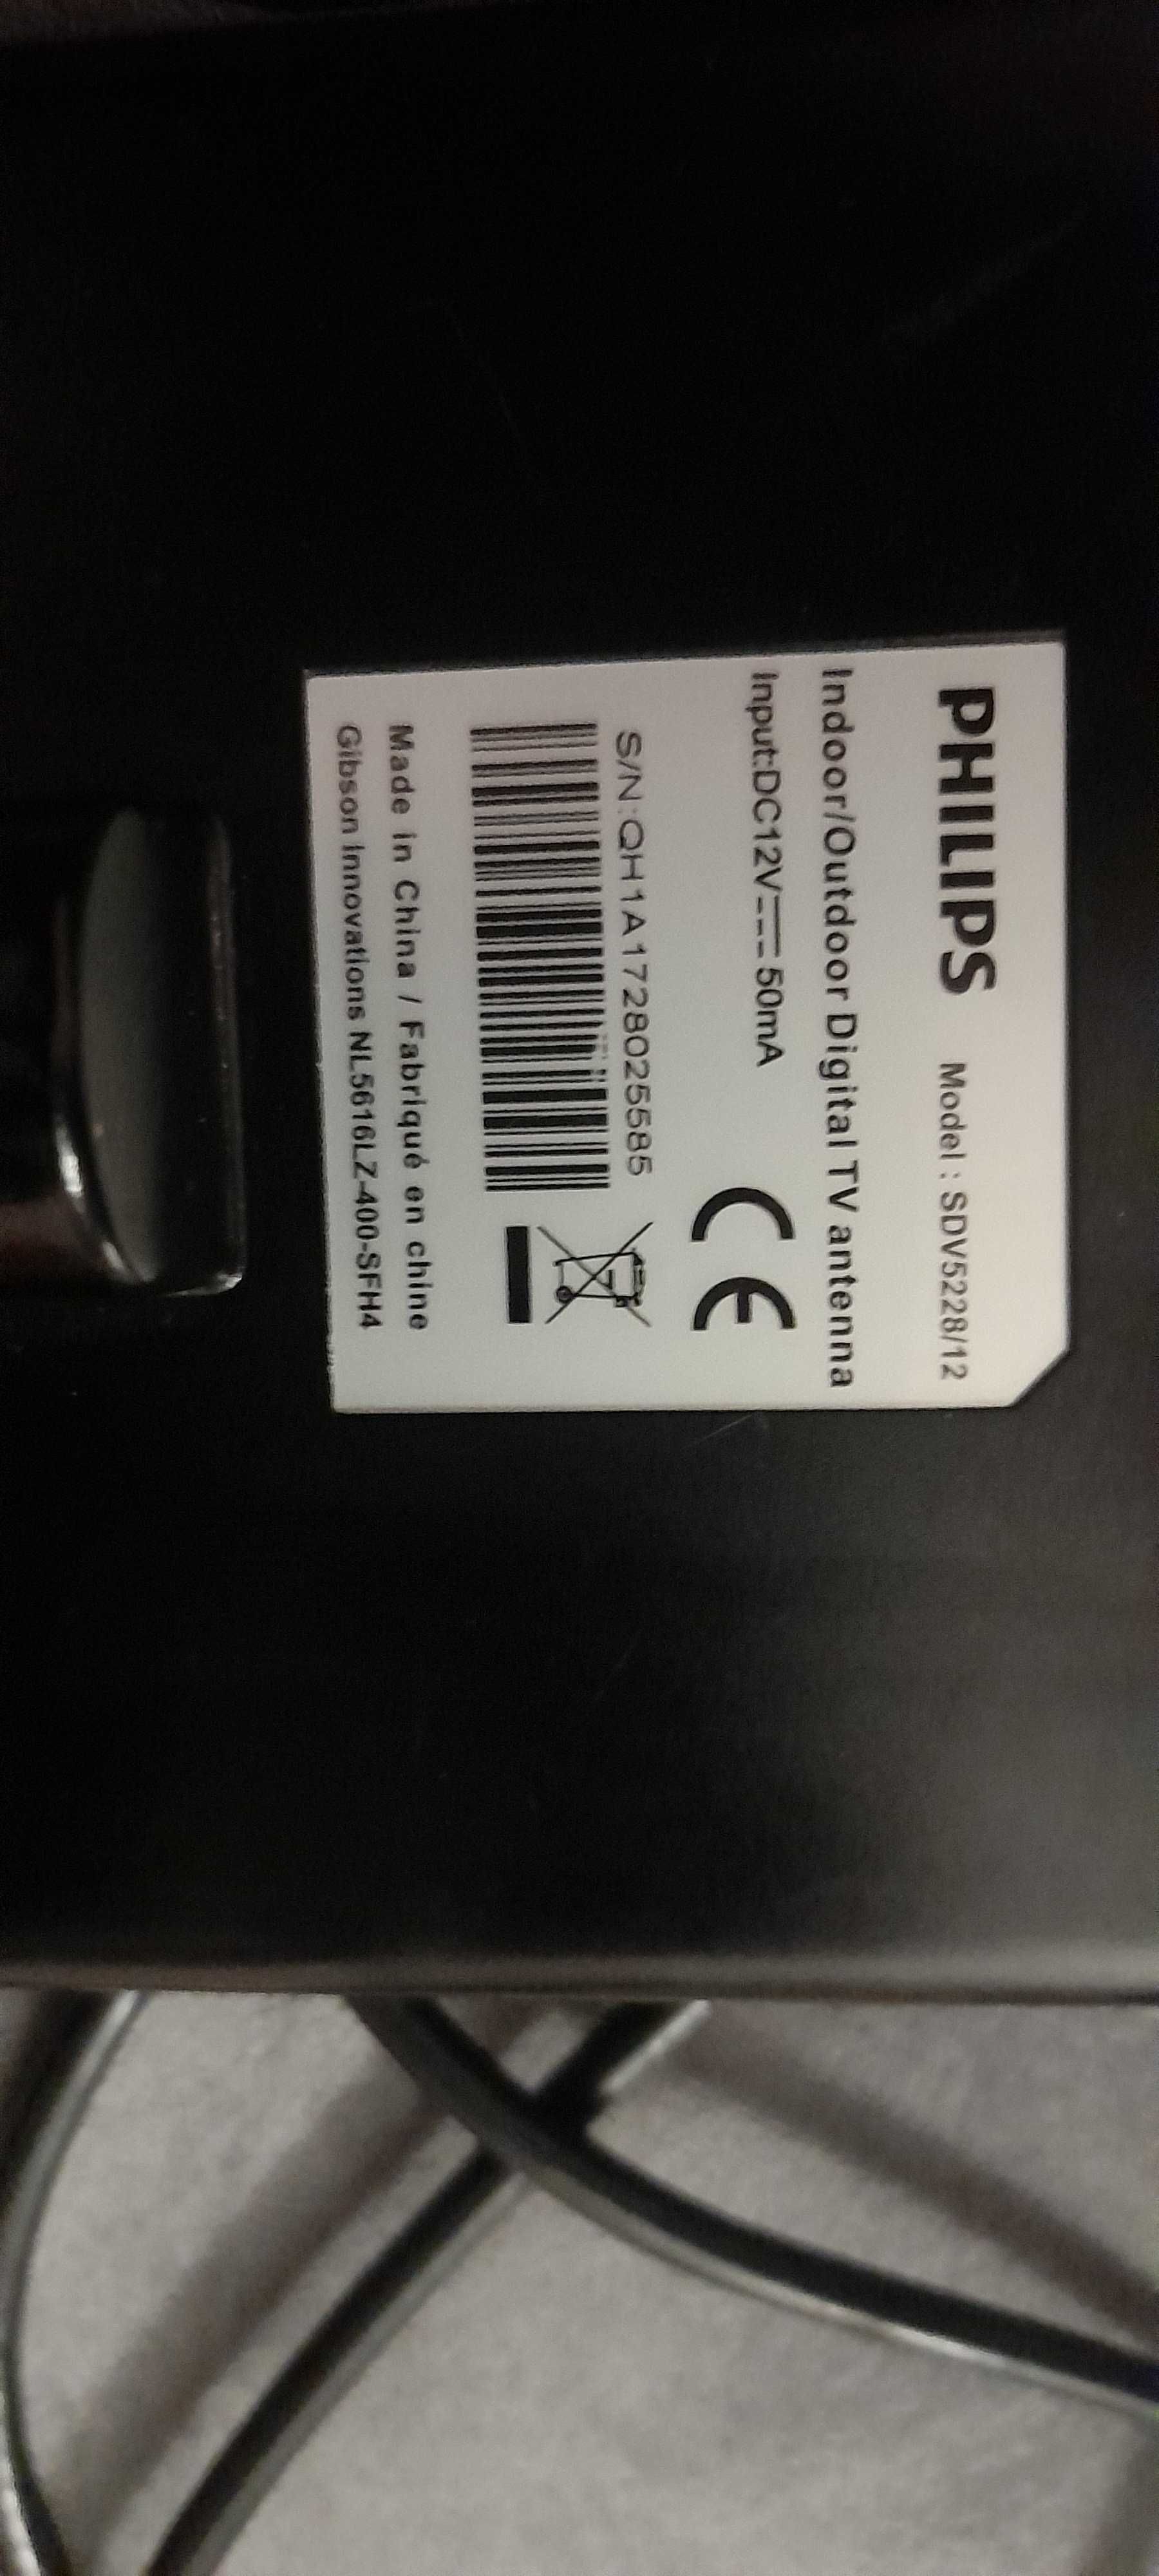 PHILIPS Model : SDV5228/12
Indoor/Outdoor Digital TV antenna
Input:DC12V⎓50mA
CE
S/N:QH1A1728025585
Made in China / Fabriqué en chine
Gibson Innovations NL5616LZ-400-SFH4